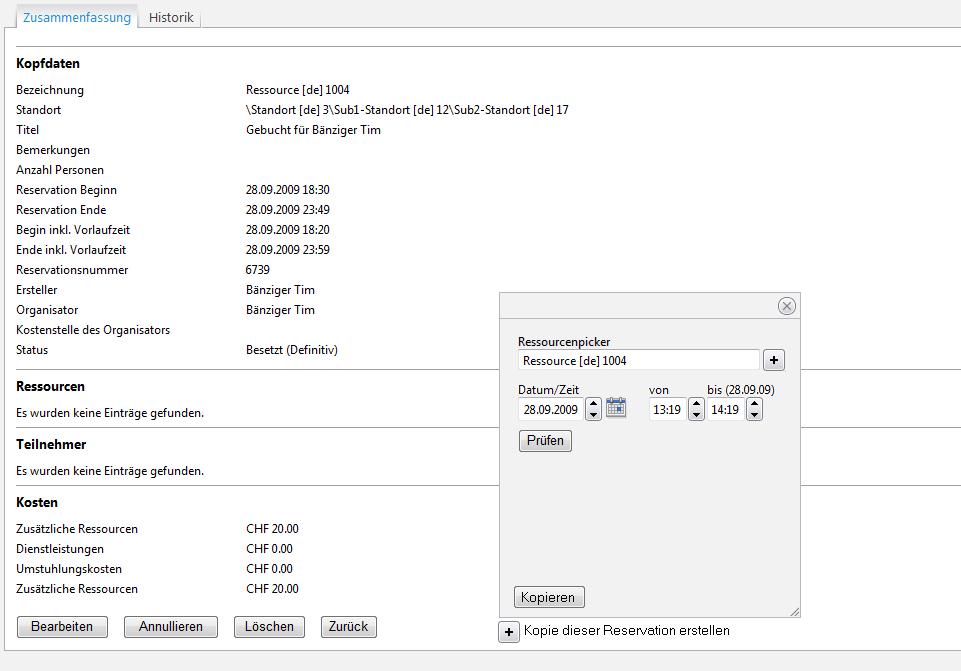 Zusammenfassung Historik
Kopfdaten
Bezeichnung Ressource [de] 1004
Standort \Standort [de] 3\Sub1-Standort [de] 12\Sub2-Standort [de] 17
Titel Gebucht für Bänziger Tim
Bemerkungen
Anzahl Personen
Reservation Beginn 28.09.2009 18:30
Reservation Ende 28.09.2009 23:49
Begin inkl. Vorlaufzeit 28.09.2009 18:20
Ende inkl. Vorlaufzeit 28.09.2009 23:59
Reservationsnummer 6739
Ersteller Bänziger Tim
Organisator Bänziger Tim
Kostenstelle des Organisators
Status Besetzt (Definitiv)
Ressourcen
Es wurden keine Einträge gefunden.
Teilnehmer
Es wurden keine Einträge gefunden.
Kosten
Zusätzliche Ressourcen CHF 20.00
Dienstleistungen CHF 0.00
Umstuhlungskosten CHF 0.00
Zusätzliche Ressourcen CHF 20.00
Bearbeiten Annullieren Löschen Zurück
Ressourcenpicker
Ressource [de] 1004 +
Datum/Zeit von bis (28.09.09)
28.09.2009 13:19 14:19
Prüfen
Kopieren
+ Kopie dieser Reservation erstellen